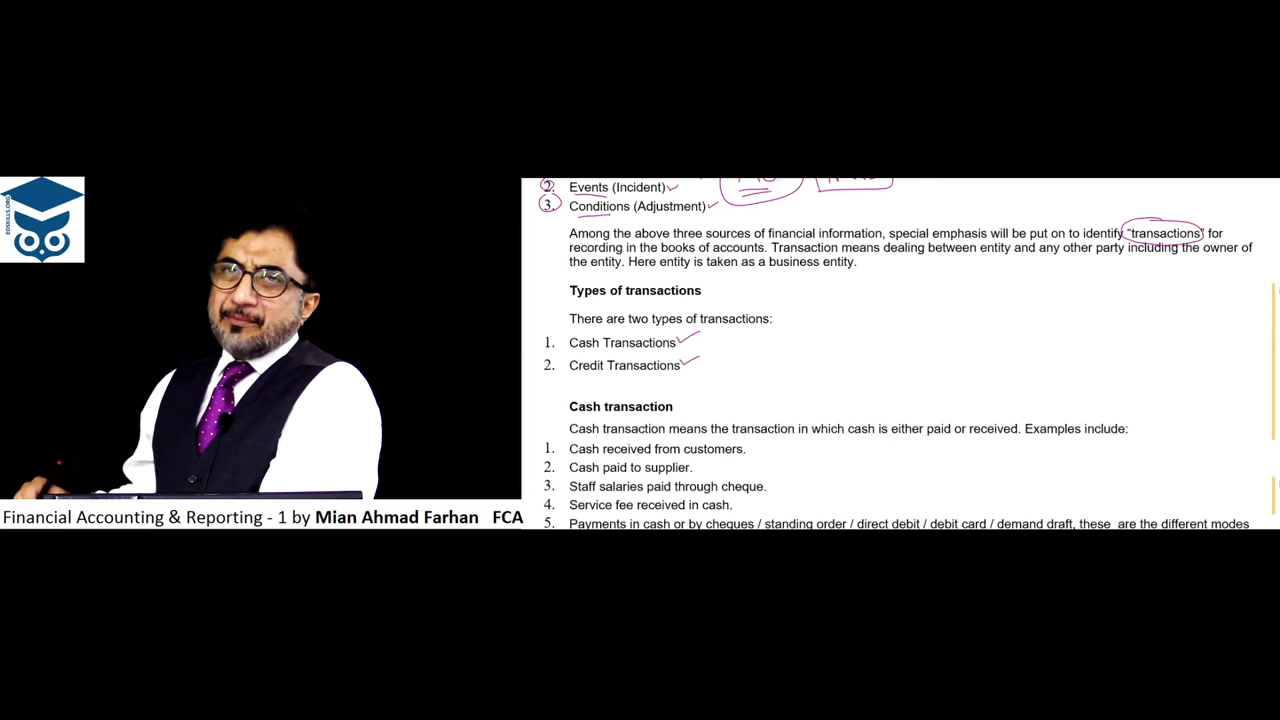 EDSKILLS.ORG
2. Events (Incident)
3. Conditions (Adjustment)
Among the above three sources of financial information, special emphasis will be put on to identify “transactions” for
recording in the books of accounts. Transaction means dealing between entity and any other party including the owner of
the entity. Here entity is taken as a business entity.
Types of transactions
There are two types of transactions:
1. Cash Transactions
2. Credit Transactions
Cash transaction
Cash transaction means the transaction in which cash is either paid or received. Examples include:
1. Cash received from customers.
2. Cash paid to supplier.
3. Staff salaries paid through cheque.
4. Service fee received in cash.
5. Payments in cash or by cheques / standing order / direct debit / debit card / demand draft, these are the different modes
Financial Accounting & Reporting - 1 by Mian Ahmad Farhan FCA